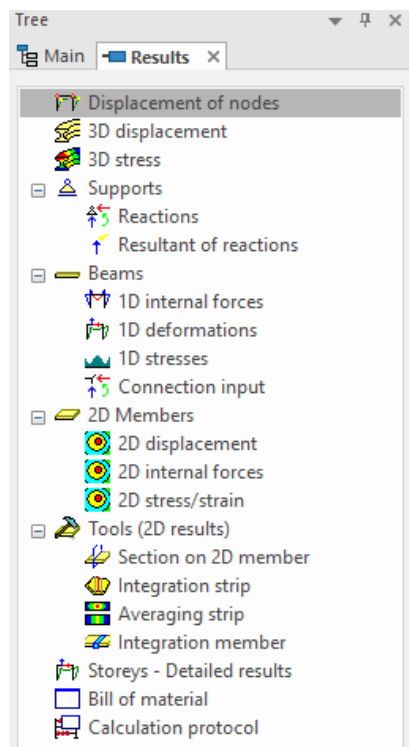 Tree
Main Results
Displacement of nodes
3D displacement
3D stress
Supports
Reactions
Resultant of reactions
Beams
1D internal forces
1D deformations
1D stresses
Connection input
2D Members
2D displacement
2D internal forces
2D stress/strain
Tools (2D results)
Section on 2D member
Integration strip
Averaging strip
Integration member
Storeys - Detailed results
Bill of material
Calculation protocol